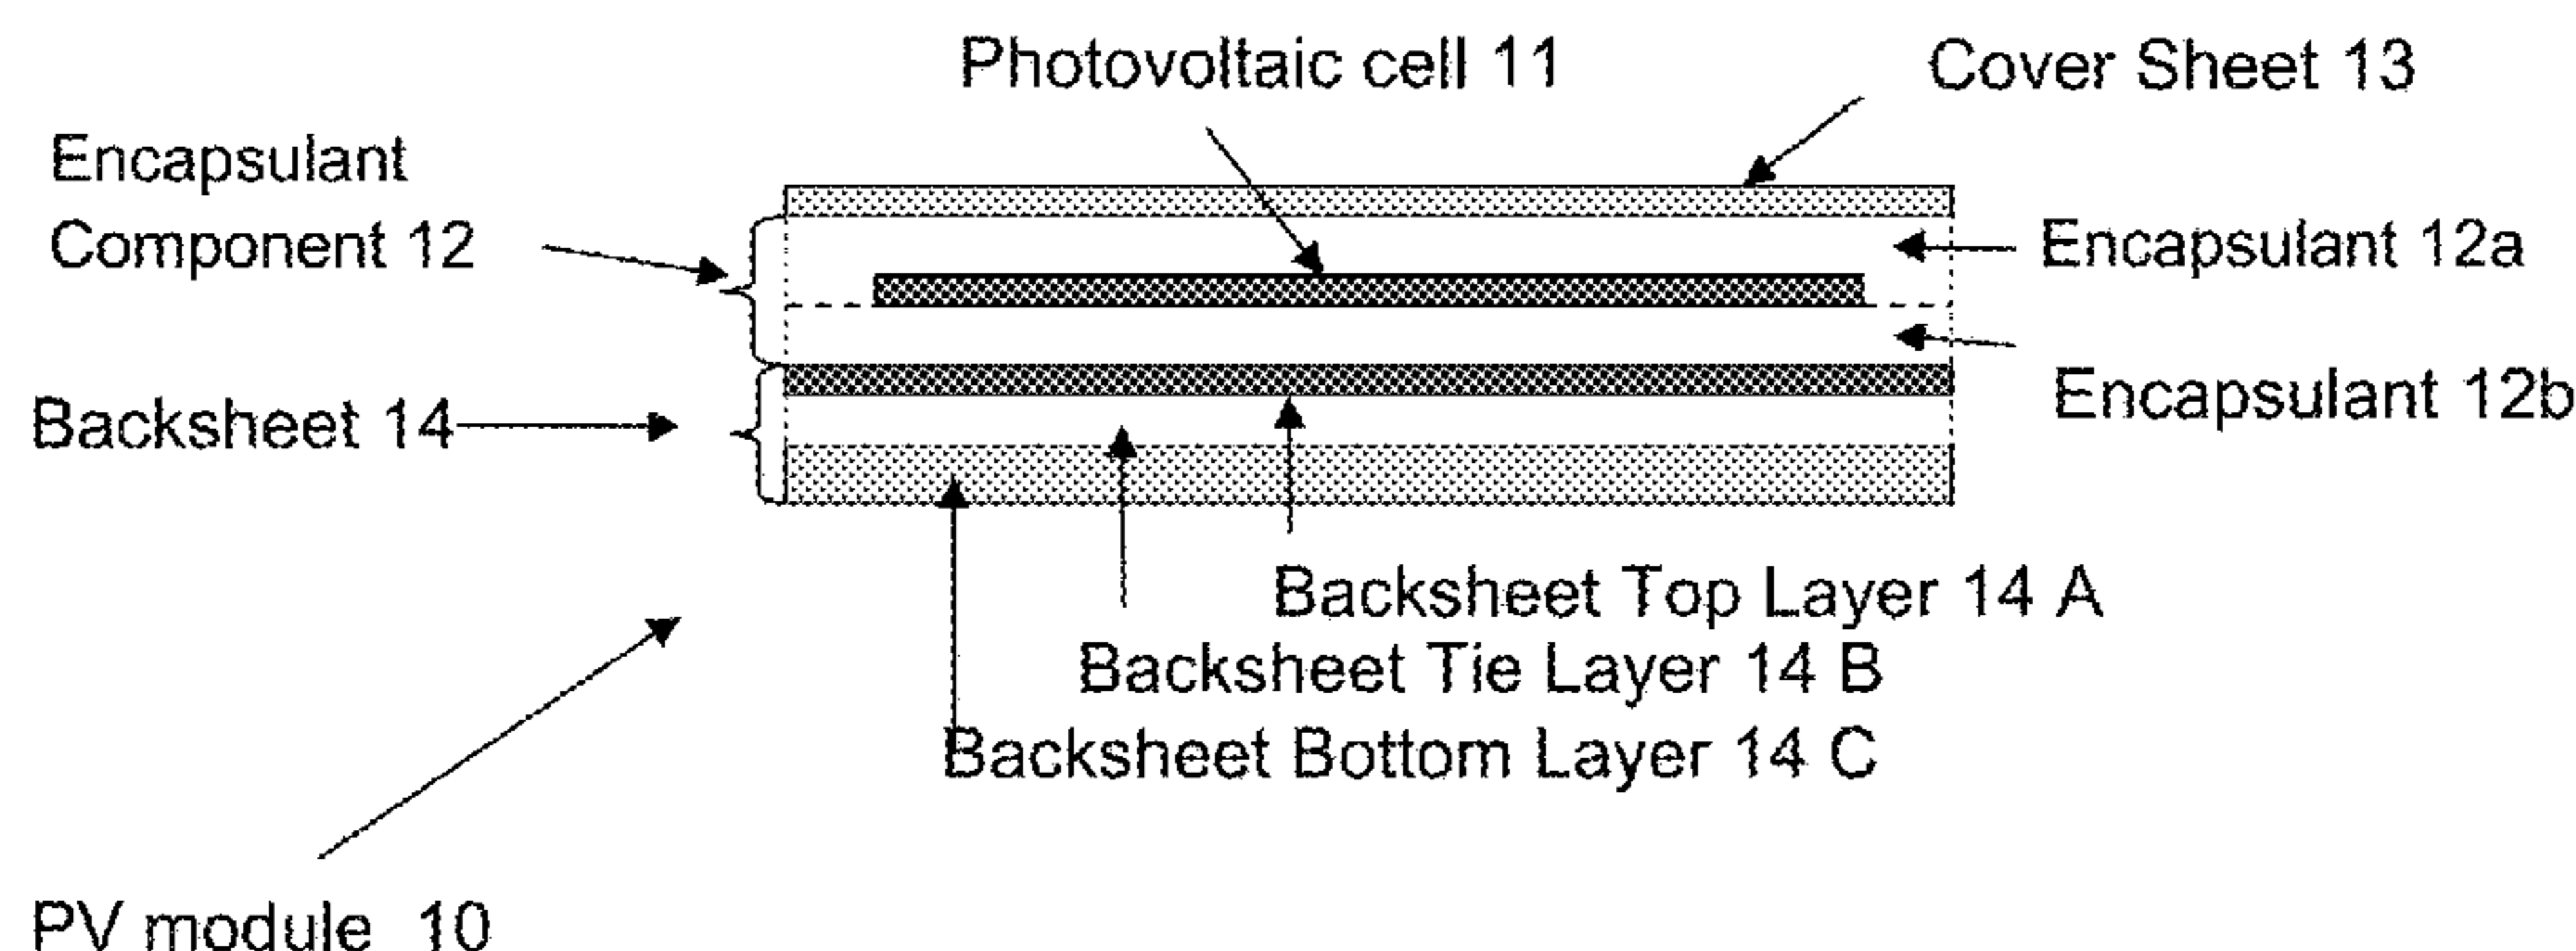 Photovoltaic cell 11
Cover Sheet 13
Encapsulant
Component 12
Encapsulant 12a
Encapsulant 12b
Backsheet 14
Backsheet Top Layer 14 A
Backsheet Tie Layer 14 B
Backsheet Bottom Layer 14 C
PV module 10